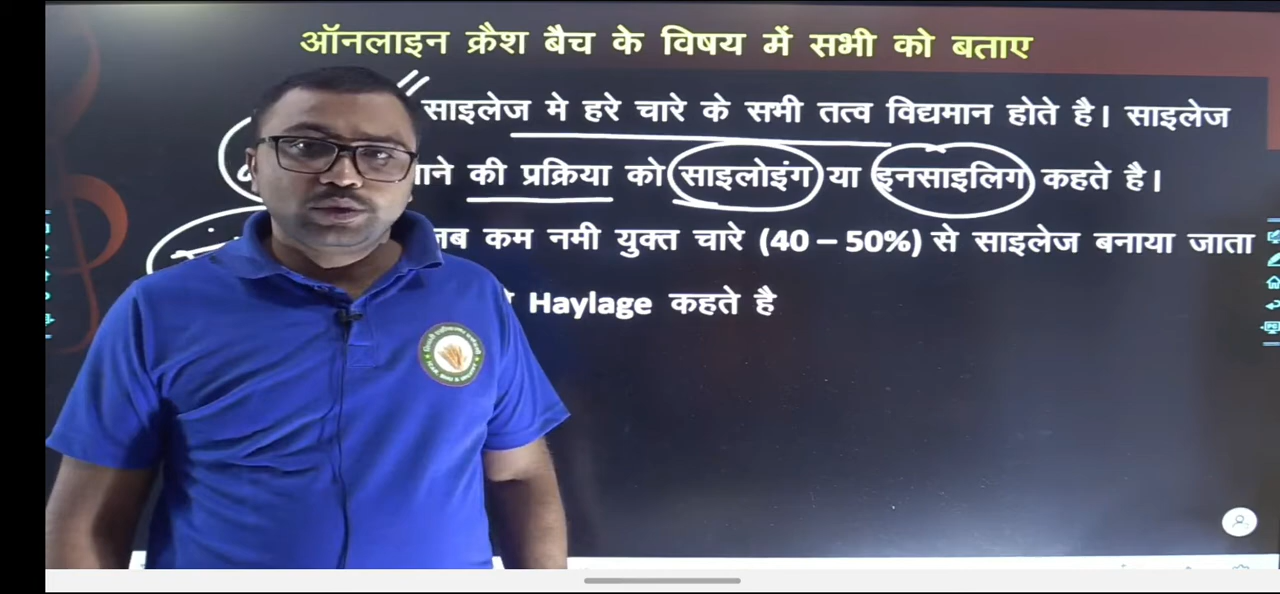 ऑनलाइन क्रैश बैच के विषय में सभी को बताए
साइलेज मे हरे चारे के सभी तत्व विद्यमान होते है। साइलेज
की प्रक्रिया को साइलोइंग या इनसाइलिग कहते है।
कम नमी युक्त चारे (40 – 50%) से साइलेज बनाया जाता
Haylage कहते है